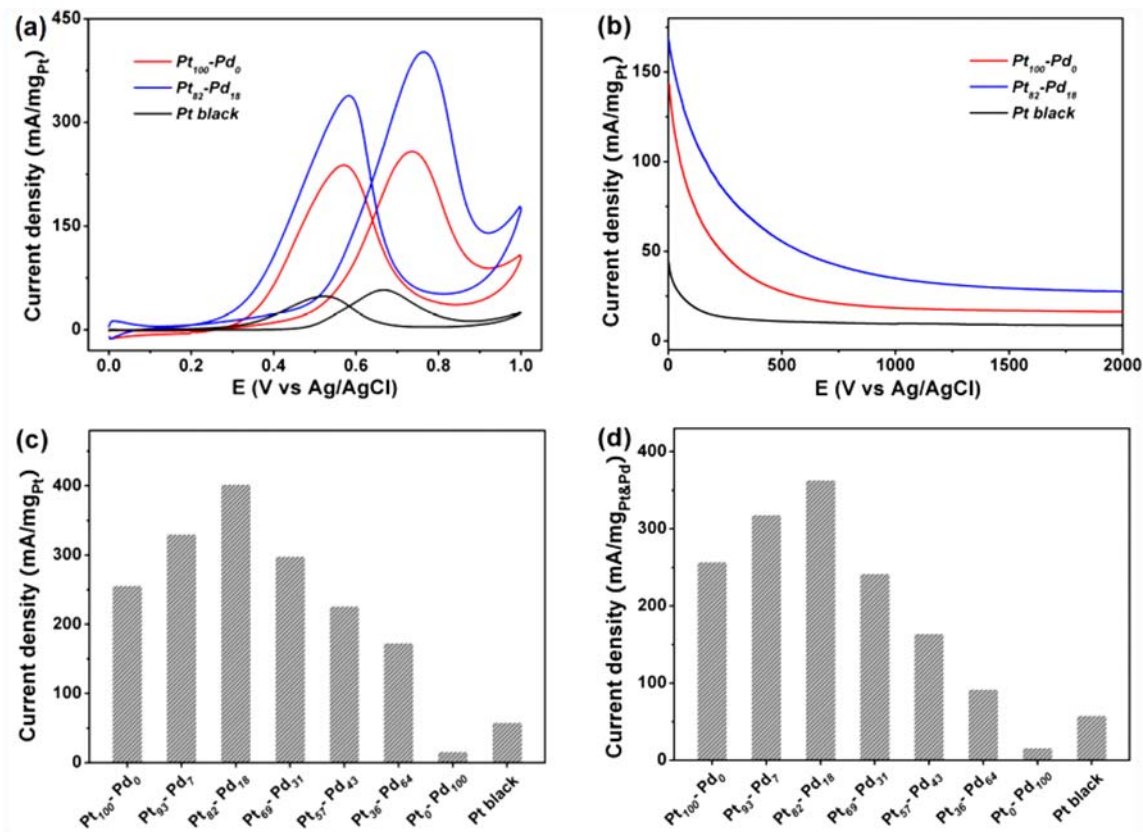 (a)
450
300
150
0
Current density (mA/mg_Pt)
Pt₁₀₀-Pd₀
Pt₈₂-Pd₁₈
Pt black
0.0 0.2 0.4 0.6 0.8 1.0
E (V vs Ag/AgCl)
(b)
150
100
50
0
Current density (mA/mg_Pt)
Pt₁₀₀-Pd₀
Pt₈₂-Pd₁₈
Pt black
0 500 1000 1500 2000
E (V vs Ag/AgCl)
(c)
400
300
200
100
0
Current density (mA/mg_Pt)
Pt₁₀₀- Pd₀
Pt₉₃- Pd₇
Pt₈₂- Pd₁₈
Pt₆₉- Pd₃₁
Pt₅₇- Pd₄₃
Pt₃₆- Pd₆₄
Pt₀- Pd₁₀₀
Pt black
(d)
400
300
200
100
0
Current density (mA/mg_Pt&Pd)
Pt₁₀₀- Pd₀
Pt₉₃- Pd₇
Pt₈₂- Pd₁₈
Pt₆₉- Pd₃₁
Pt₅₇- Pd₄₃
Pt₃₆- Pd₆₄
Pt₀- Pd₁₀₀
Pt black